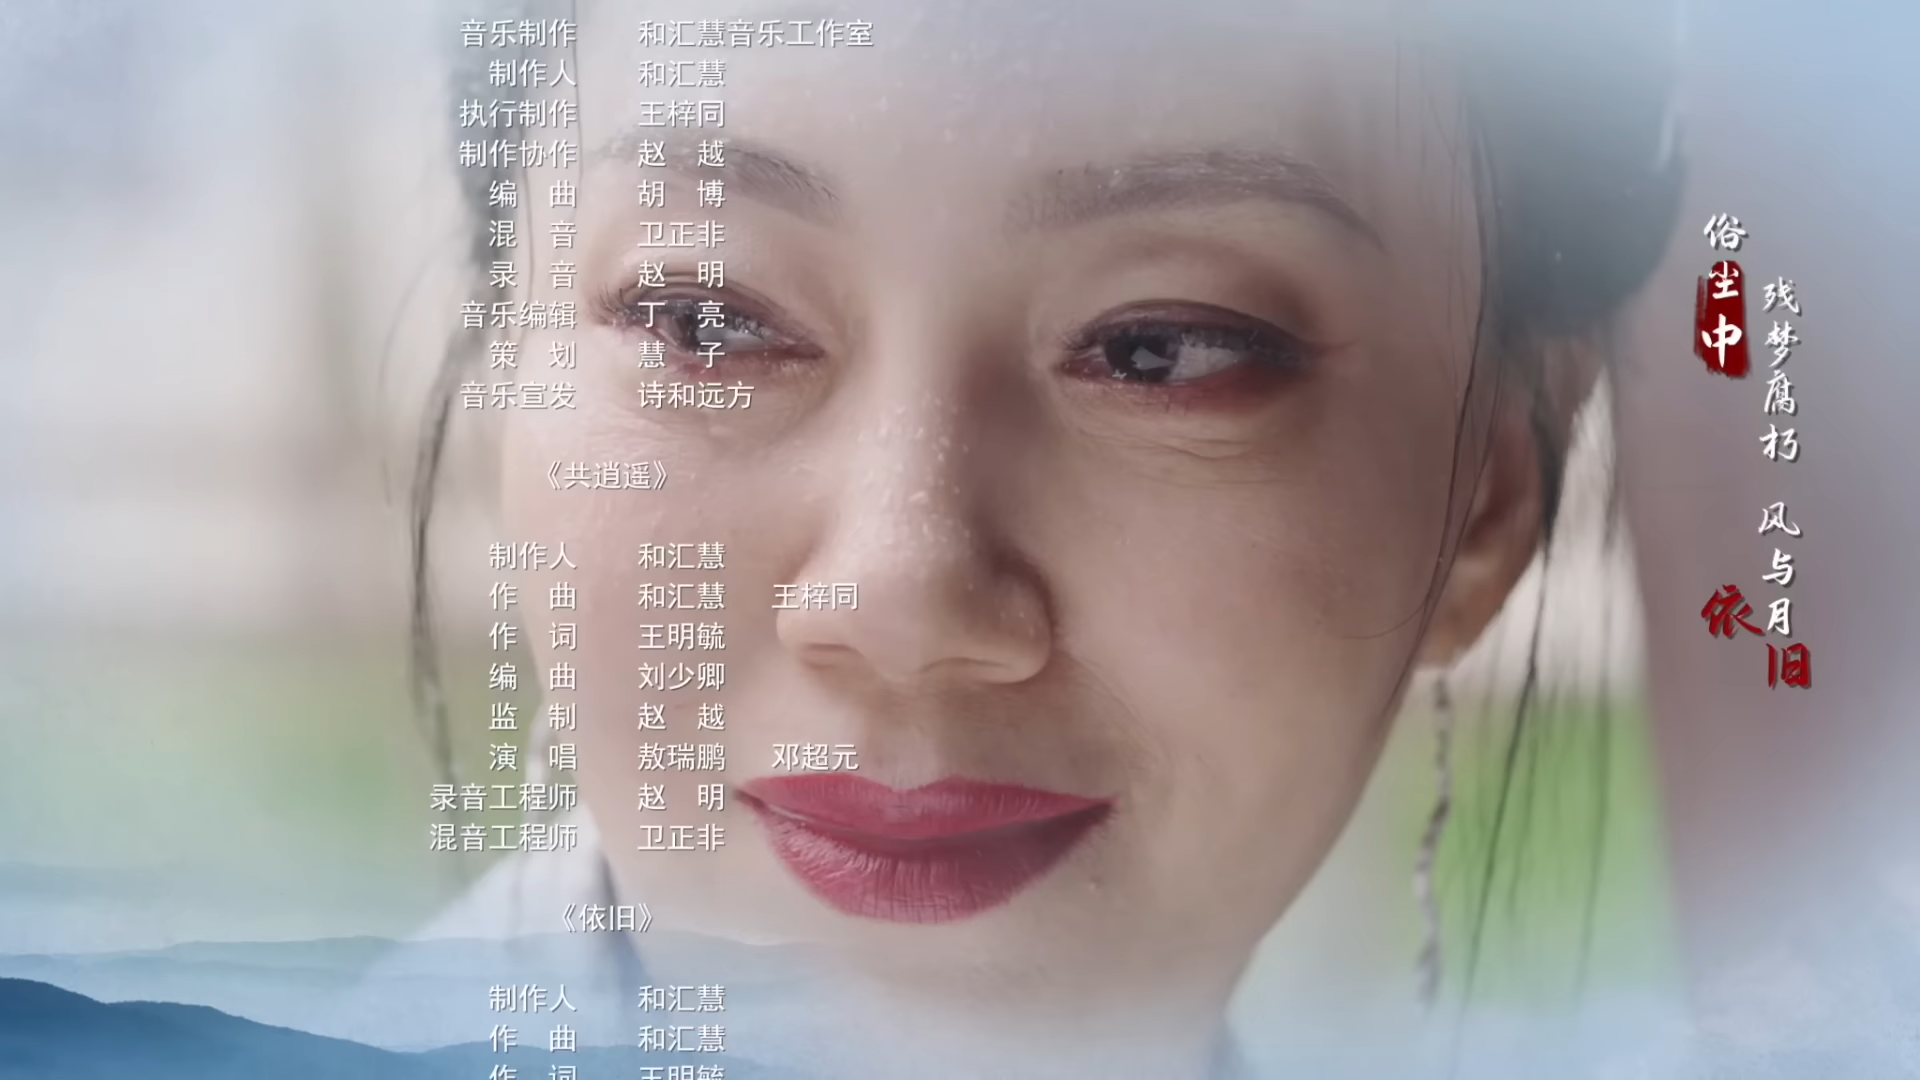 音乐制作 和汇慧音乐工作室
制作人 和汇慧
执行制作 王梓同
制作协作 赵 越
编 曲 胡 博
混 音 卫正非
录 音 赵 明
音乐编辑 丁 亮
策 划 慧 子
音乐宣发 诗和远方
《共逍遥》
制作人 和汇慧
作 曲 和汇慧 王梓同
作 词 王明毓
编 曲 刘少卿
监 制 赵 越
演 唱 敖瑞鹏 邓超元
录音工程师 赵 明
混音工程师 卫正非
《依旧》
制作人 和汇慧
作 曲 和汇慧
作 词 王明毓
俗尘中
残梦腐朽 风与月
依旧